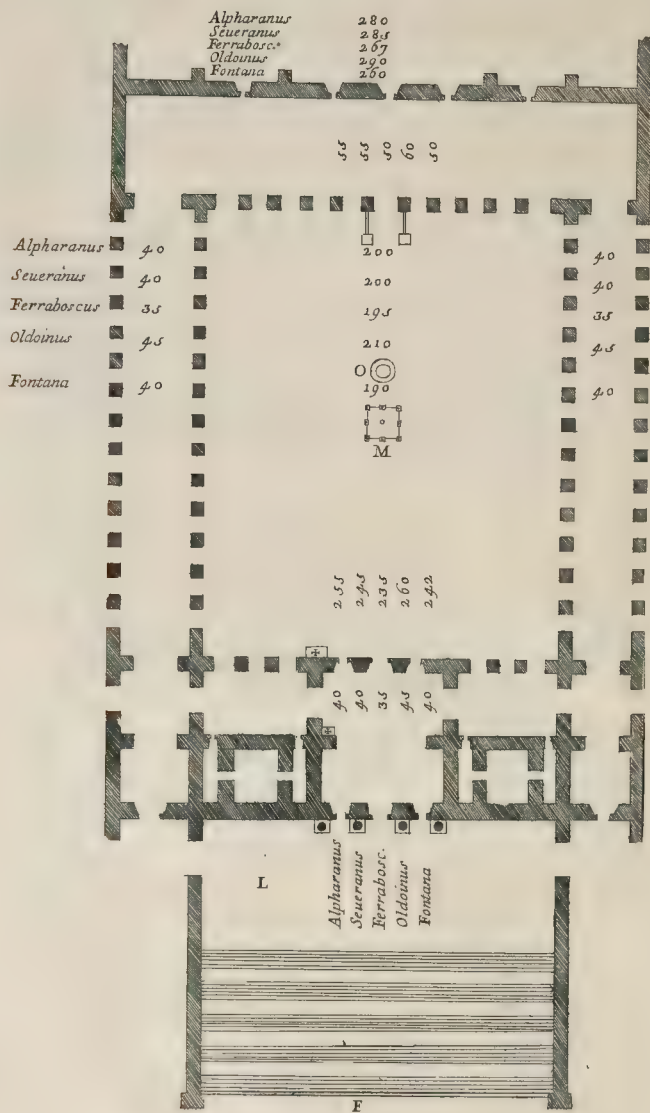 Alpharanus 280
Seueranus 285
Ferrabosc.s 267
Oldoinus 290
Fontana 260
55 55 50 60 50
Alpharanus 40 200 40
Seueranus 40 200 40
Ferraboscus 35 195 35
Oldoinus 45 210 45
O
Fontana 40 190 40
M
255 245 235 260 242
40 40 35 45 40
Alpharanus
Seueranus
Ferrabosc.
Oldoinus
Fontana
L
F